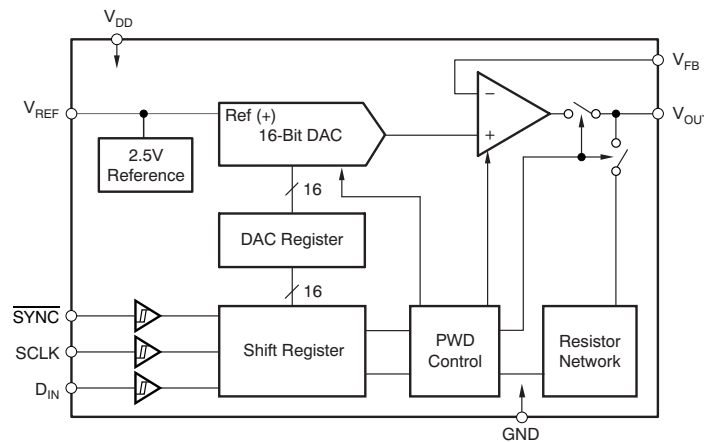 V_DD
V_REF
Ref (+)
16-Bit DAC
2.5V
Reference
−
+
V_FB
V_OUT
16
DAC Register
16
SYNC
SCLK
D_IN
Shift Register
PWD
Control
Resistor
Network
GND